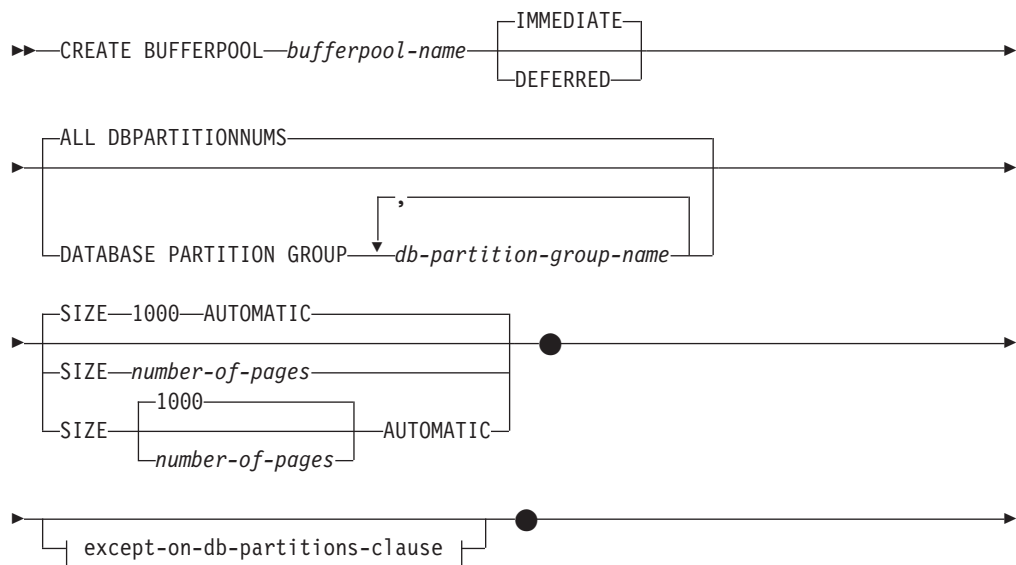 IMMEDIATE
CREATE BUFFERPOOL bufferpool-name
DEFERRED
ALL DBPARTITIONNUMS
,
DATABASE PARTITION GROUP db-partition-group-name
SIZE 1000 AUTOMATIC
SIZE number-of-pages
1000
SIZE AUTOMATIC
number-of-pages
except-on-db-partitions-clause